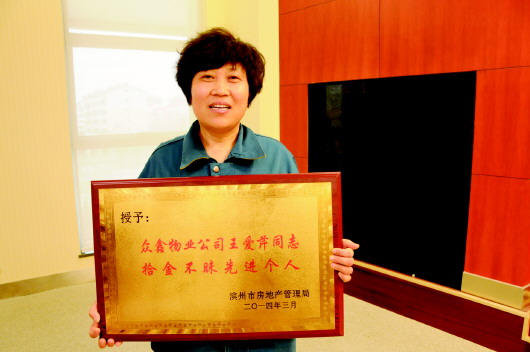 授予:
众鑫物业公司王爱萍同志
拾金不昧先进个人
滨州市房地产管理局
二〇一四年三月